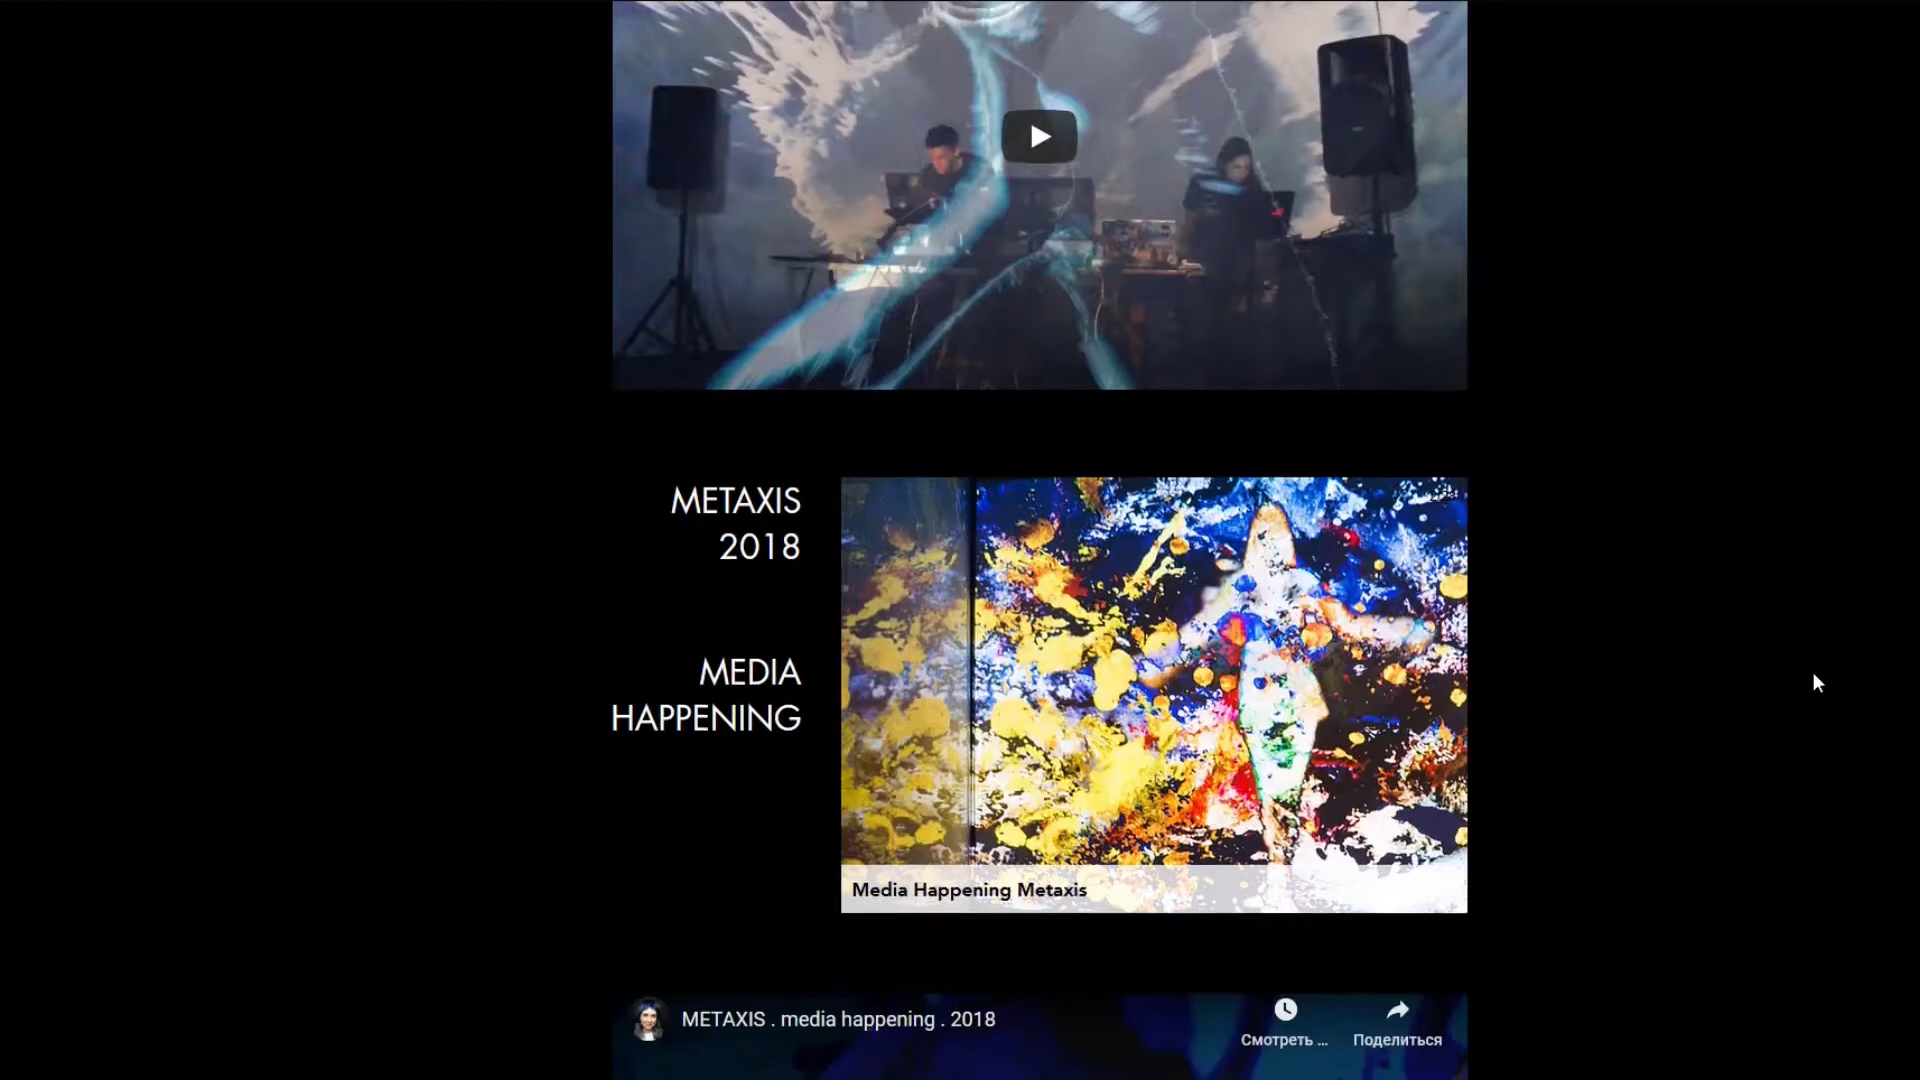 METAXIS
2018
MEDIA
HAPPENING
Media Happening Metaxis
METAXIS . media happening . 2018
Смотреть ...
Поделиться